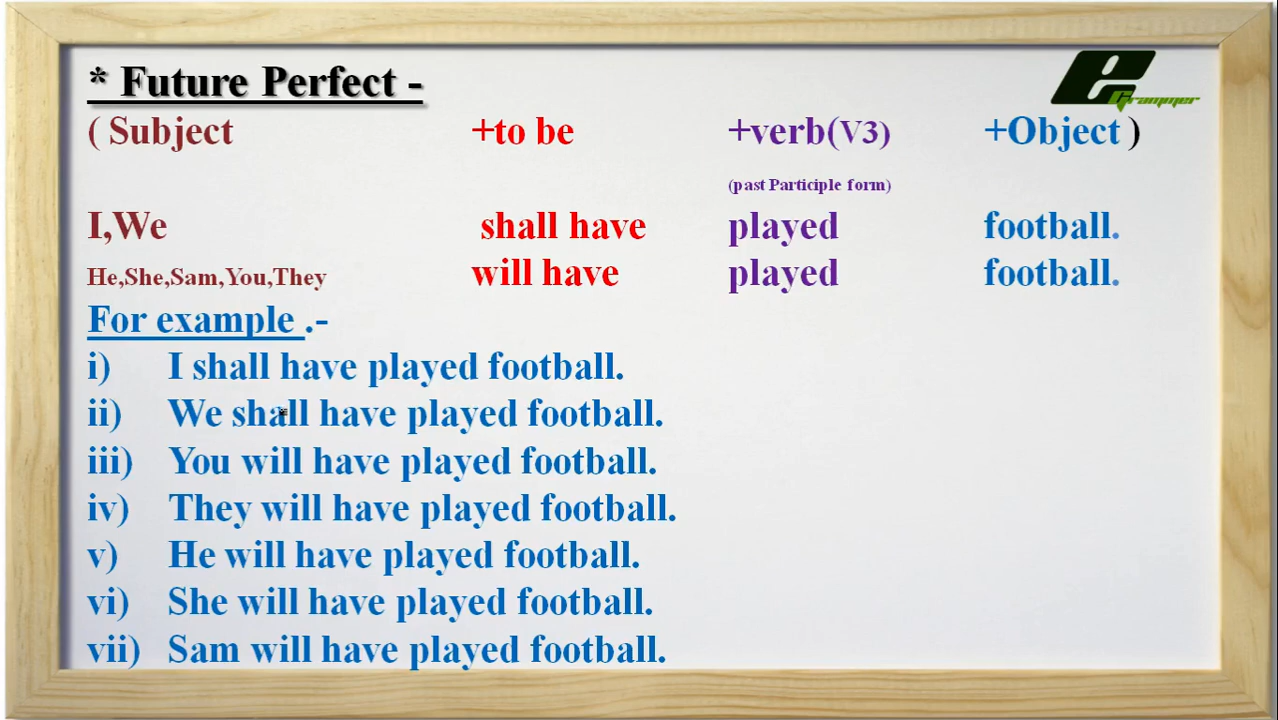 * Future Perfect -
e Grammer
( Subject +to be +verb(V3) +Object )
(past Participle form)
I,We shall have played football.
He,She,Sam,You,They will have played football.
For example .-
i) I shall have played football.
ii) We shall have played football.
iii) You will have played football.
iv) They will have played football.
v) He will have played football.
vi) She will have played football.
vii) Sam will have played football.